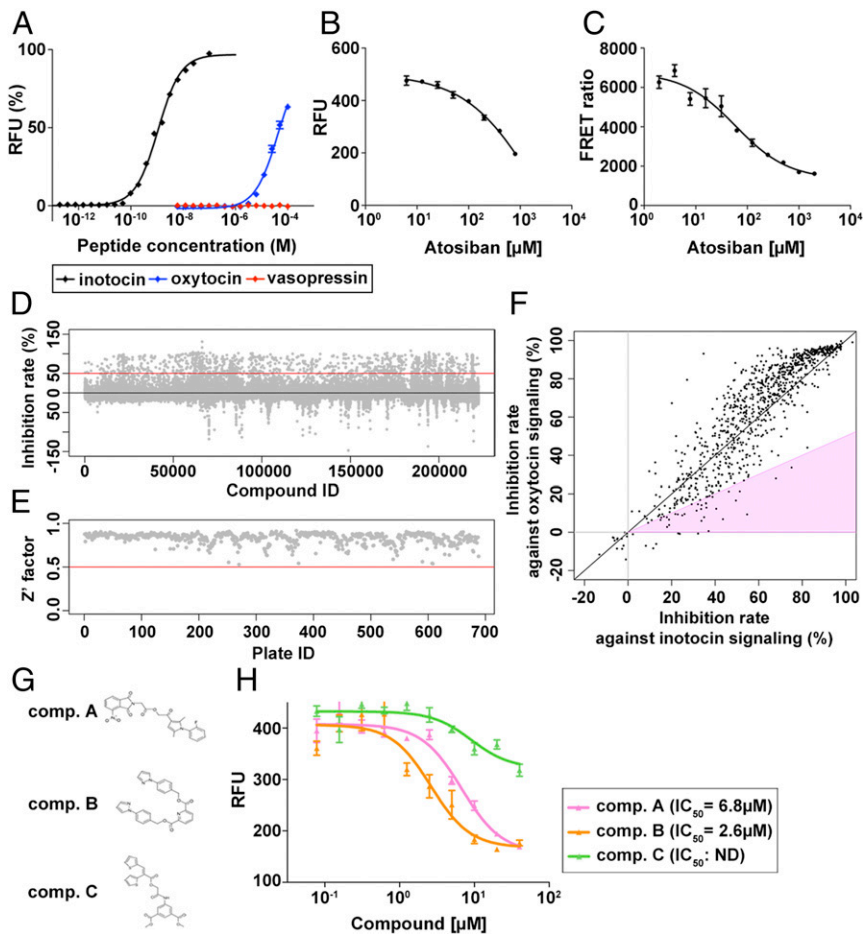 A
100
50
0
RFU (%)
10-12 10-10 10-8 10-6 10-4
Peptide concentration (M)
inotocin oxytocin vasopressin
B
600
400
200
0
RFU
10^0 10^1 10^2 10^3 10^4
Atosiban [µM]
C
8000
6000
4000
2000
0
FRET ratio
10^0 10^1 10^2 10^3 10^4
Atosiban [µM]
D
Inhibition rate (%)
150
50
0
50
-150
0 50000 100000 150000 200000
Compound ID
E
Z' factor
1.0
0.5
0.0
0 100 200 300 400 500 600 700
Plate ID
F
Inhibition rate
against oxytocin signaling (%)
100
80
60
40
20
0
-20
-20 0 20 40 60 80 100
Inhibition rate
against inotocin signaling (%)
G
comp. A
comp. B
comp. C
H
RFU
400
300
200
100
10-1 10^0 10^1 10^2
Compound [µM]
comp. A (IC50= 6.8µM)
comp. B (IC50= 2.6µM)
comp. C (IC50: ND)